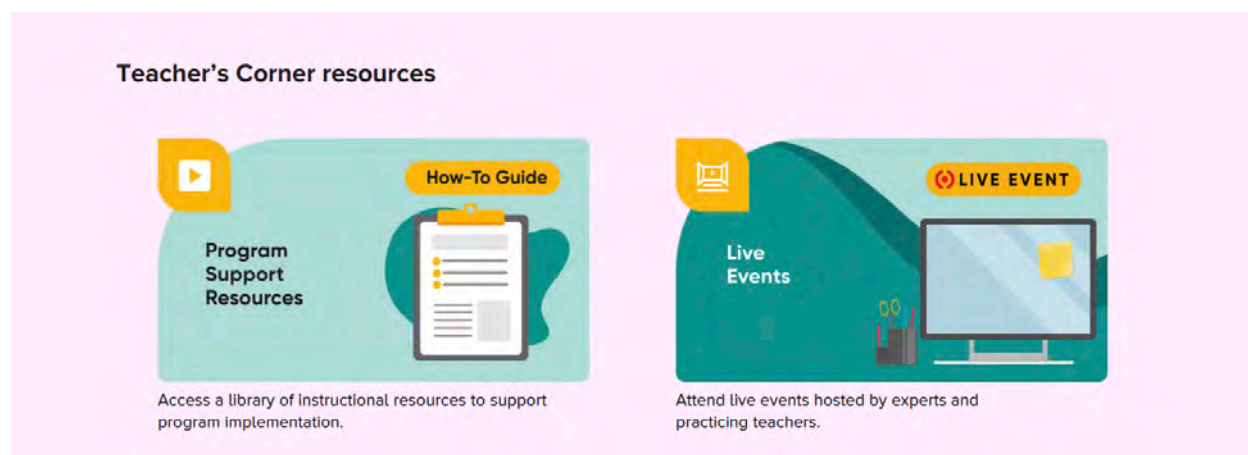 Teacher's Corner resources
How-To Guide
Program
Support
Resources
Access a library of instructional resources to support
program implementation.
LIVE EVENT
Live
Events
Attend live events hosted by experts and
practicing teachers.